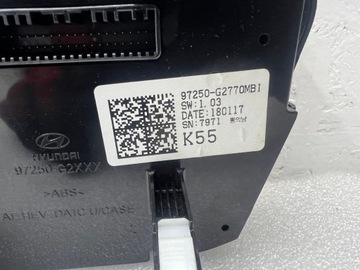 97250-G2770MBI
SW:1.03
DATE:180117
SN:7971
K55
HYUNDAI
97250-G2XXX
>ABS<
AE HEV DATC U/CASE